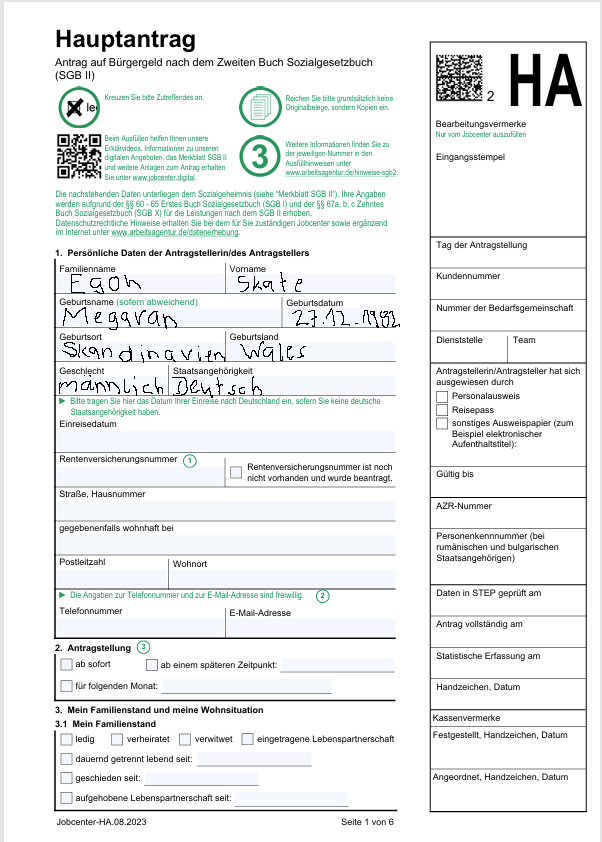 Hauptantrag
Antrag auf Bürgergeld nach dem Zweiten Buch Sozialgesetzbuch
(SGB II)
Kreuzen Sie bitte Zutreffendes an.
Reichen Sie bitte grundsätzlich keine
Originalbelege, sondern Kopien ein.
Beim Ausfüllen helfen Ihnen unsere
Erklärvideos. Informationen zu unseren
digitalen Angeboten, das Merkblatt SGB II
und weitere Anlagen zum Antrag erhalten
Sie unter www.jobcenter.digital.
3
Weitere Informationen finden Sie zu
der jeweiligen Nummer in den
Ausfüllhinweisen unter
www.arbeitsagentur.de/hinweise-sgb2.
Die nachstehenden Daten unterliegen dem Sozialgeheimnis (siehe "Merkblatt SGB II"). Ihre Angaben
werden aufgrund der §§ 60 - 65 Erstes Buch Sozialgesetzbuch (SGB I) und der §§ 67a, b, c Zehntes
Buch Sozialgesetzbuch (SGB X) für die Leistungen nach dem SGB II erhoben.
Datenschutzrechtliche Hinweise erhalten Sie bei dem für Sie zuständigen Jobcenter sowie ergänzend
im Internet unter www.arbeitsagentur.de/datenerhebung.
1. Persönliche Daten der Antragstellerin/des Antragstellers
Familienname Vorname
Egon Skate
Geburtsname (sofern abweichend) Geburtsdatum
Megavan 27.12.1982
Geburtsort Geburtsland
Skandinavien Wales
Geschlecht Staatsangehörigkeit
männlich Deutsch
► Bitte tragen Sie hier das Datum Ihrer Einreise nach Deutschland ein, sofern Sie keine deutsche
Staatsangehörigkeit haben.
Einreisedatum
Rentenversicherungsnummer 1
Rentenversicherungsnummer ist noch
nicht vorhanden und wurde beantragt.
Straße, Hausnummer
gegebenenfalls wohnhaft bei
Postleitzahl Wohnort
► Die Angaben zur Telefonnummer und zur E-Mail-Adresse sind freiwillig. 2
Telefonnummer E-Mail-Adresse
2. Antragstellung 3
ab sofort ab einem späteren Zeitpunkt:
für folgenden Monat:
3. Mein Familienstand und meine Wohnsituation
3.1 Mein Familienstand
ledig verheiratet verwitwet eingetragene Lebenspartnerschaft
dauernd getrennt lebend seit:
geschieden seit:
aufgehobene Lebenspartnerschaft seit:
Jobcenter-HA.08.2023 Seite 1 von 6
2 HA
Bearbeitungsvermerke
Nur vom Jobcenter auszufüllen
Eingangsstempel
Tag der Antragstellung
Kundennummer
Nummer der Bedarfsgemeinschaft
Dienststelle Team
Antragstellerin/Antragsteller hat sich
ausgewiesen durch
Personalausweis
Reisepass
sonstiges Ausweispapier (zum
Beispiel elektronischer
Aufenthaltstitel):
Gültig bis
AZR-Nummer
Personenkennnummer (bei
rumänischen und bulgarischen
Staatsangehörigen)
Daten in STEP geprüft am
Antrag vollständig am
Statistische Erfassung am
Handzeichen, Datum
Kassenvermerke
Festgestellt, Handzeichen, Datum
Angeordnet, Handzeichen, Datum